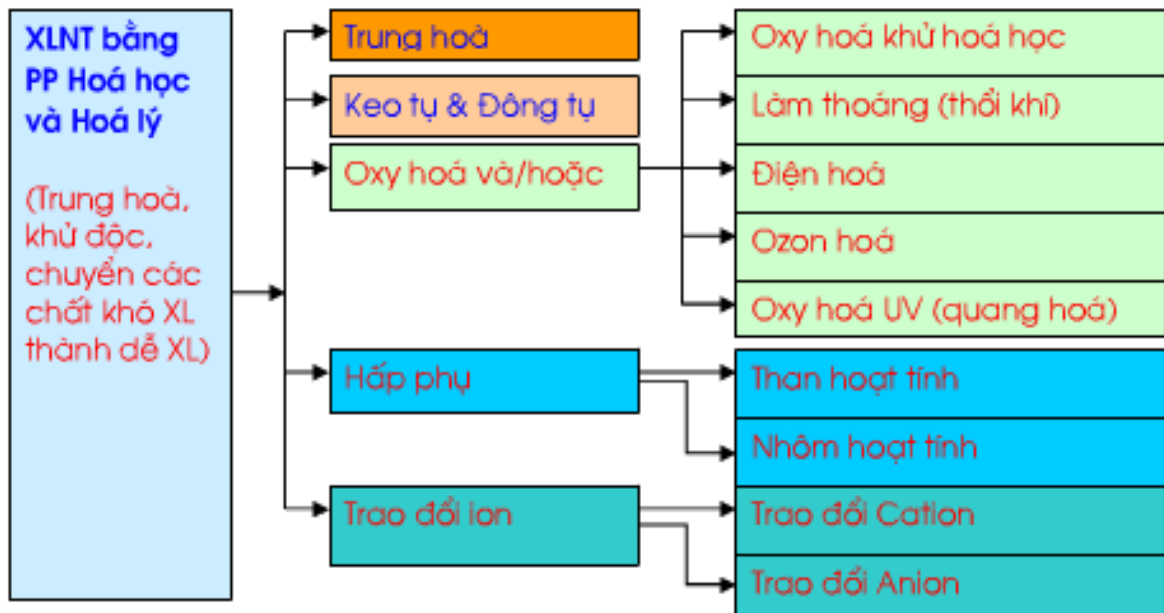 XLNT bằng
PP Hoá học
và Hoá lý
(Trung hoà,
khử độc,
chuyển các
chất khó XL
thành dễ XL)
Trung hoà
Keo tụ & Đông tụ
Oxy hoá và/hoặc
Hấp phụ
Trao đổi ion
Oxy hoá khử hoá học
Làm thoáng (thổi khí)
Điện hoá
Ozon hoá
Oxy hoá UV (quang hoá)
Than hoạt tính
Nhôm hoạt tính
Trao đổi Cation
Trao đổi Anion